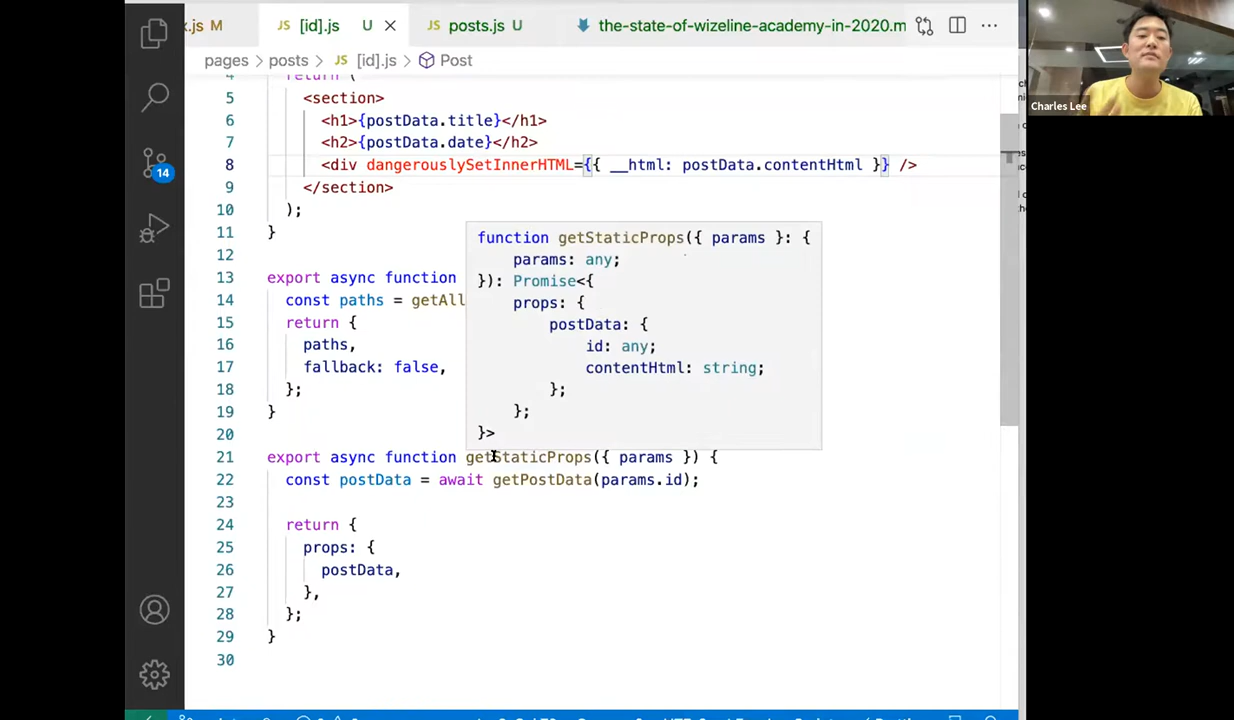 x.js M [id].js U posts.js U the-state-of-wizeline-academy-in-2020.m
pages > posts > [id].js > Post
Charles Lee
4 return (
5 <section>
6 <h1>{postData.title}</h1>
7 <h2>{postData.date}</h2>
8 <div dangerouslySetInnerHTML={{ __html: postData.contentHtml }} />
9 </section>
10 );
11 }
12
13 export async function
14 const paths = getAll
15 return {
16 paths,
17 fallback: false,
18 };
19 }
20
function getStaticProps({ params }: {
params: any;
}): Promise<{
props: {
postData: {
id: any;
contentHtml: string;
};
};
}>
21 export async function getStaticProps({ params }) {
22 const postData = await getPostData(params.id);
23
24 return {
25 props: {
26 postData,
27 },
28 };
29 }
30
14